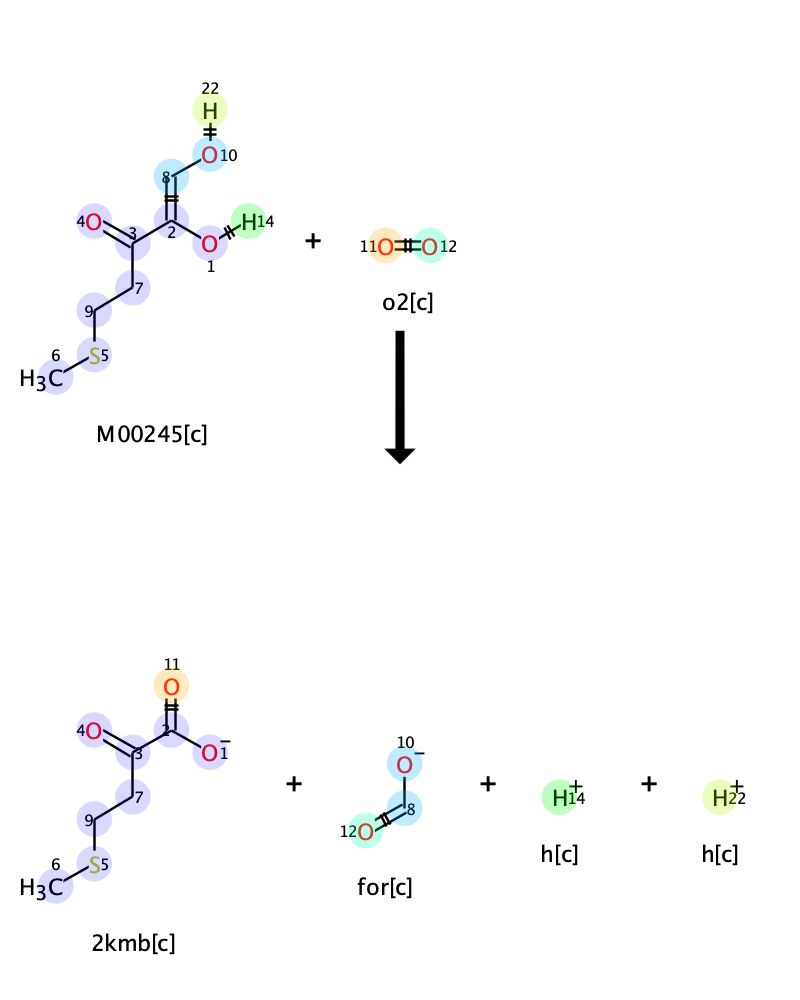 22
H
O10
8
4O
3
2
H14
+
11O
O12
O
1
o2[c]
7
9
6
S5
H3C
M00245[c]
11
O
4O
2
3
O1−
10
O−
7
+
+
+
H14+
H22+
9
8
12O
6
S5
h[c]
h[c]
H3C
for[c]
2kmb[c]